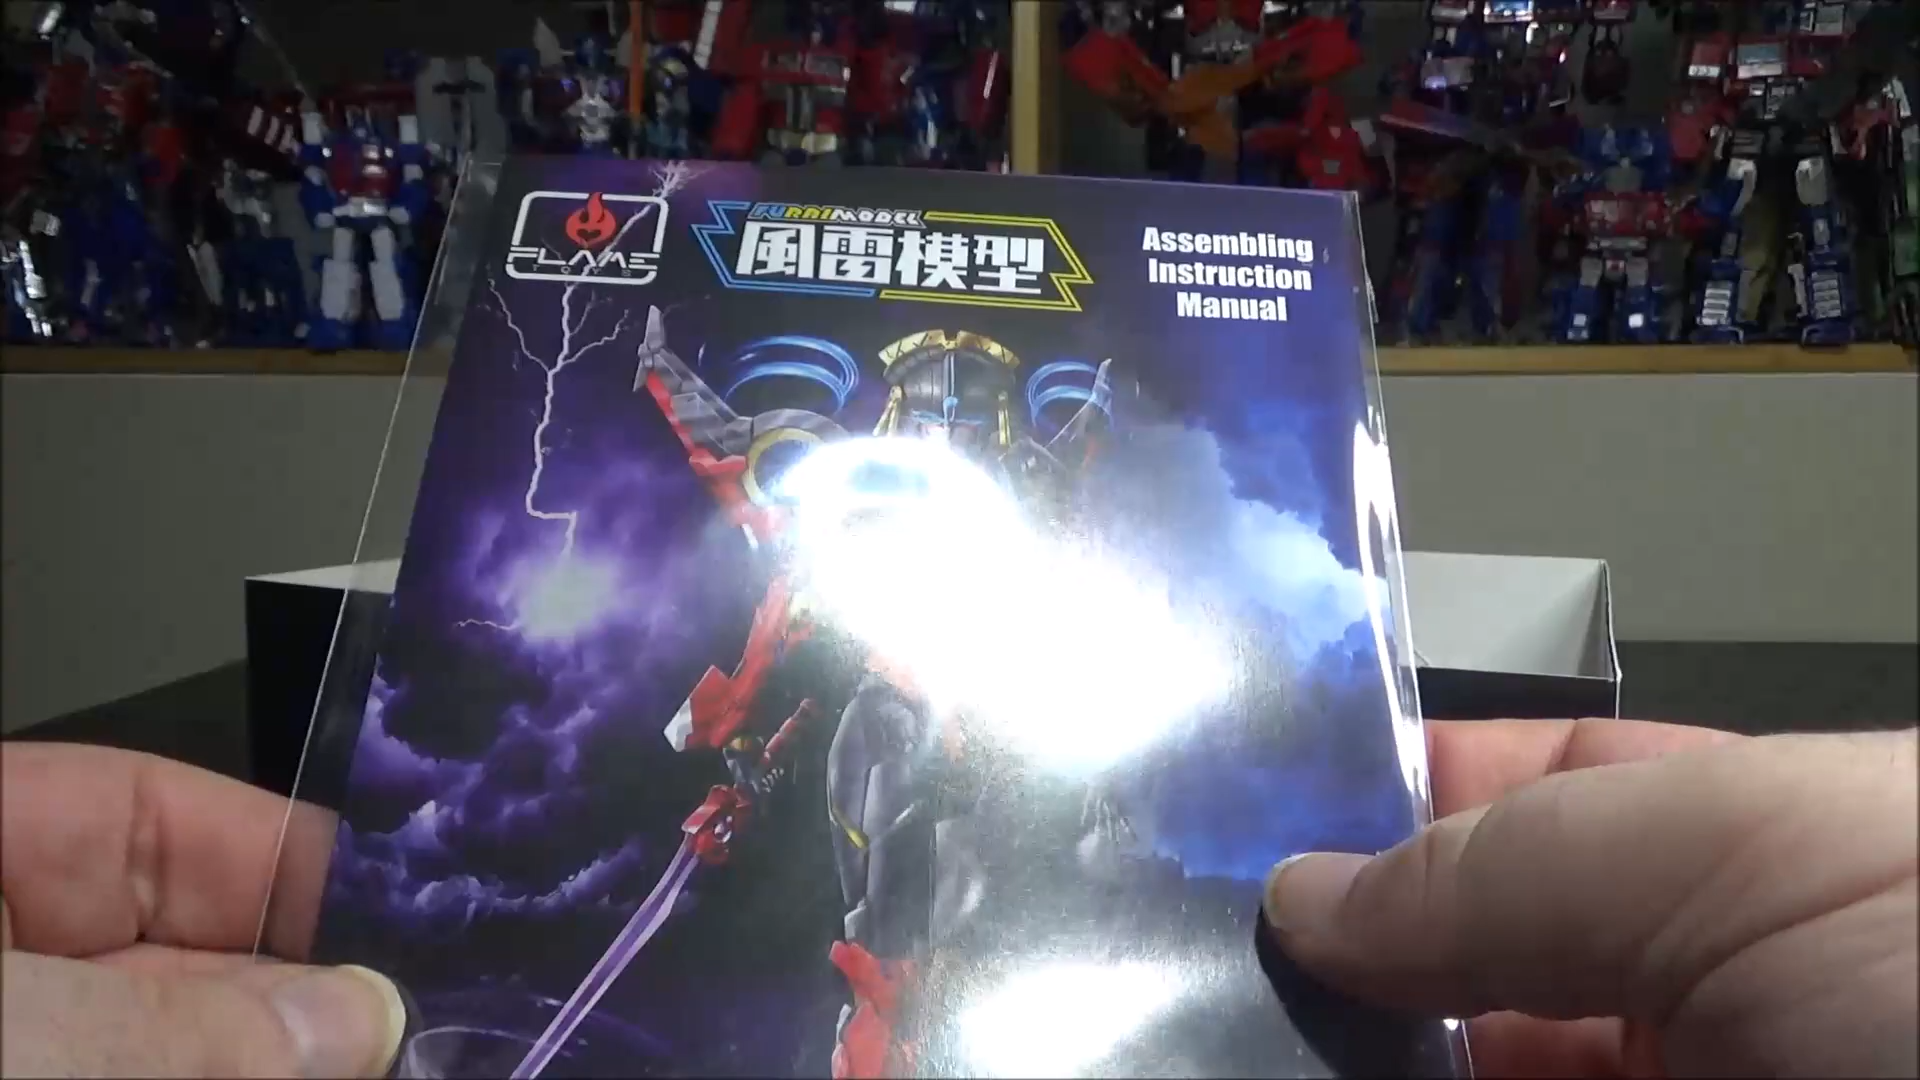 FLAME
TOYS
FURAI MODEL
風雷模型
Assembling
Instruction
Manual